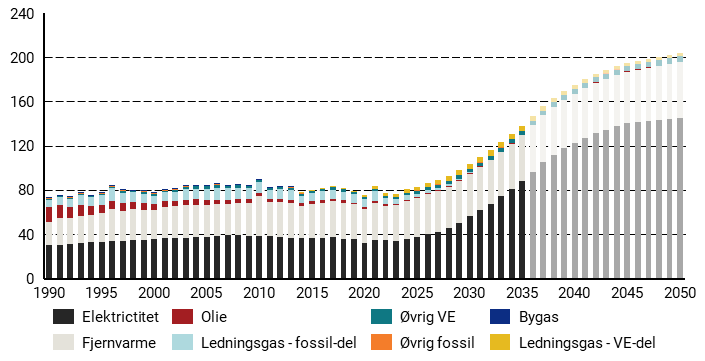 240
200
160
120
80
40
0
1990 1995 2000 2005 2010 2015 2020 2025 2030 2035 2040 2045 2050
Elektrictitet Olie Øvrig VE Bygas
Fjernvarme Ledningsgas - fossil-del Øvrig fossil Ledningsgas - VE-del